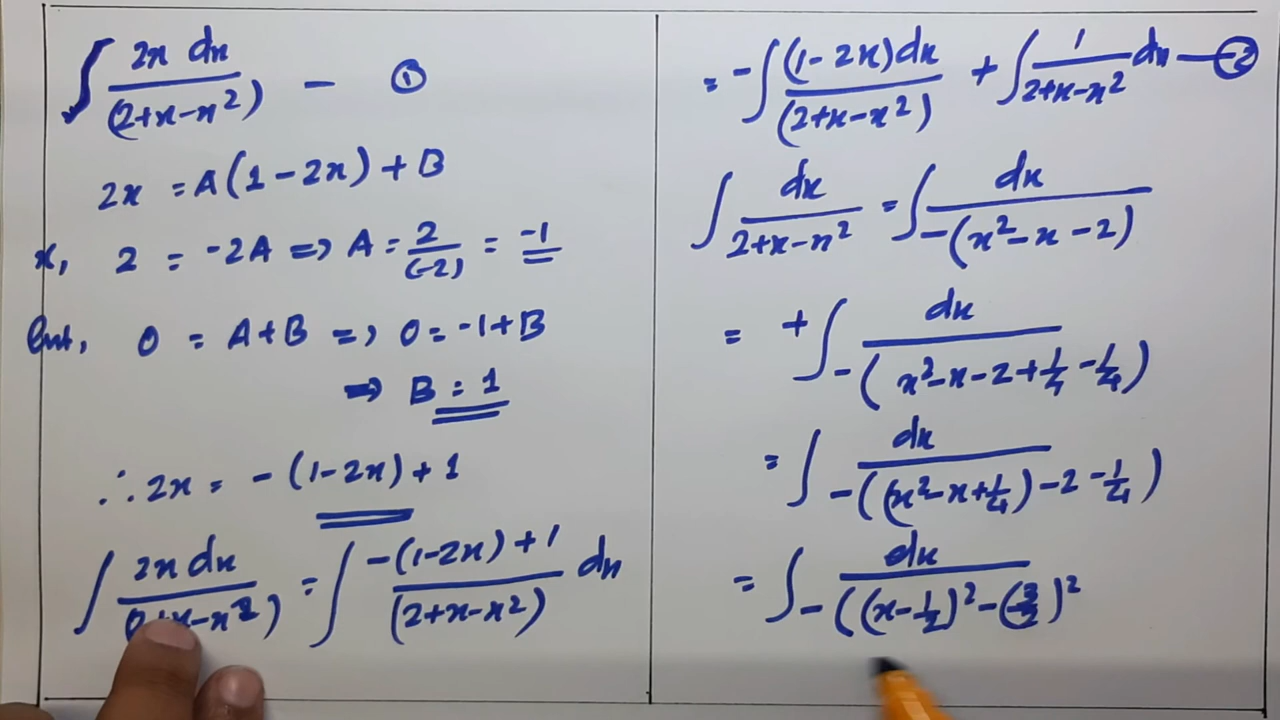 ∫ 2x dx / (2+x-x²) — ①
2x = A(1-2x)+B
x, 2 = -2A ⇒ A = 2/(-2) = -1
0 = A+B ⇒ 0 = -1+B
⇒ B = 1
∴ 2x = -(1-2x)+1
∫ 2x dx / (2+x-x²) = ∫ -(1-2x)+1 / (2+x-x²) dx
= -∫ (1-2x)dx / (2+x-x²) + ∫ 1 / 2+x-x² dx — ②
∫ dx / 2+x-x² = ∫ dx / -(x²-x-2)
= +∫ dx / -(x²-x-2+1/4-1/4)
= ∫ dx / -((x²-x+1/4)-2-1/4)
= ∫ dx / -((x-1/2)²-(3/2)²